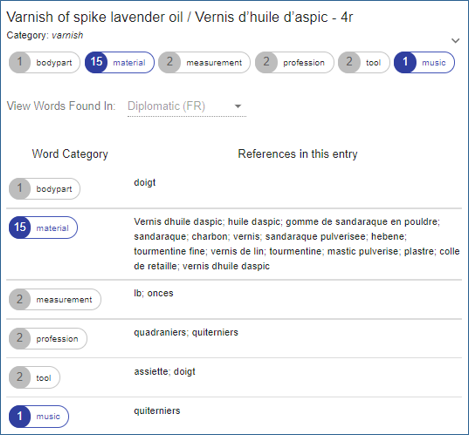 Varnish of spike lavender oil / Vernis d'huile d'aspic - 4r
Category: varnish
1 bodypart 15 material 2 measurement 2 profession 2 tool 1 music
View Words Found In: Diplomatic (FR)
Word Category References in this entry
1 bodypart doigt
15 material Vernis dhuile daspic; huile daspic; gomme de sandaraque en pouldre;
sandaraque; charbon; vernis; sandaraque pulverisee; hebene;
tourmentine fine; vernis de lin; tourmentine; mastic pulverise; plastre; colle
de retaille; vernis dhuile daspic
2 measurement lb; onces
2 profession quadraniers; quiterniers
2 tool assiette; doigt
1 music quiterniers